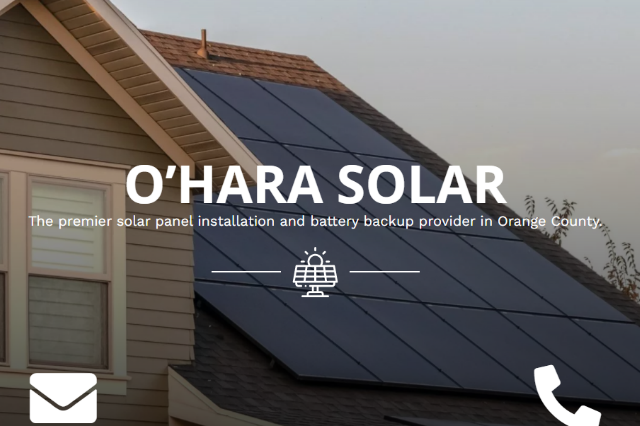 O’HARA SOLAR
The premier solar panel installation and battery backup provider in Orange County.